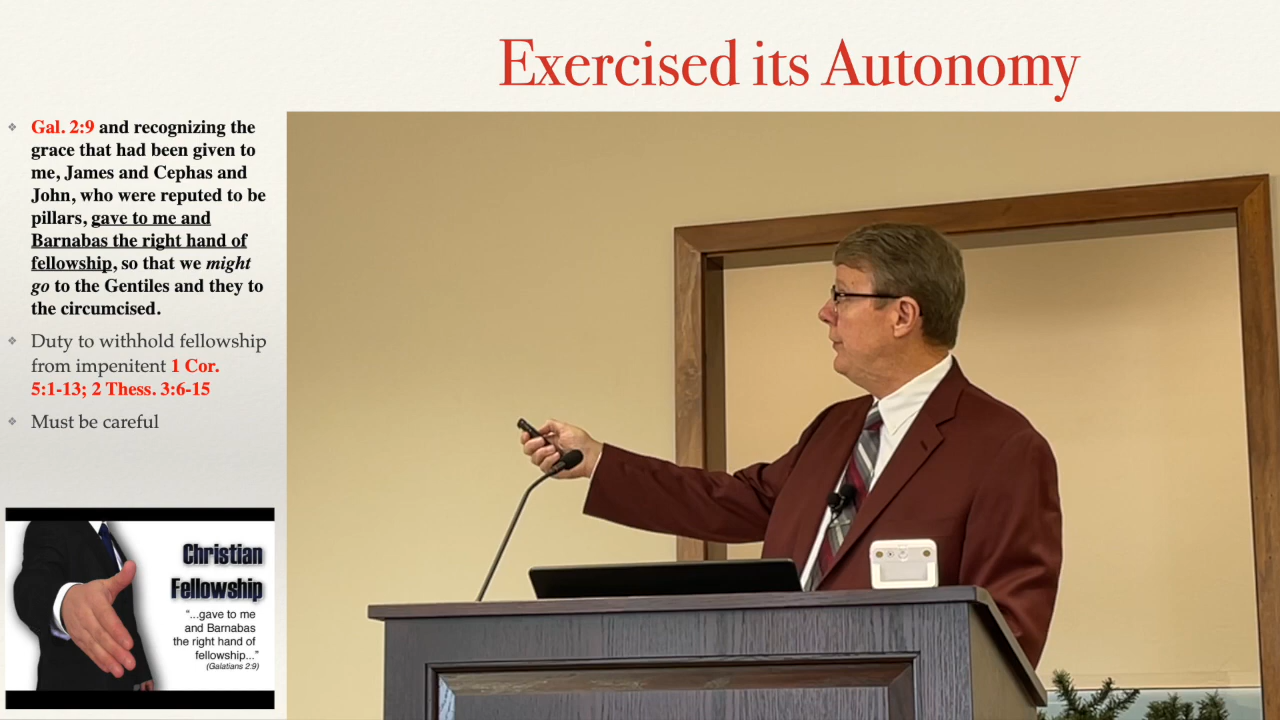 Exercised its Autonomy
Gal. 2:9 and recognizing the
grace that had been given to
me, James and Cephas and
John, who were reputed to be
pillars, gave to me and
Barnabas the right hand of
fellowship, so that we might
go to the Gentiles and they to
the circumcised.
Duty to withhold fellowship
from impenitent 1 Cor.
5:1-13; 2 Thess. 3:6-15
Must be careful
Christian
Fellowship
"...gave to me
and Barnabas
the right hand of
fellowship..."
(Galatians 2:9)